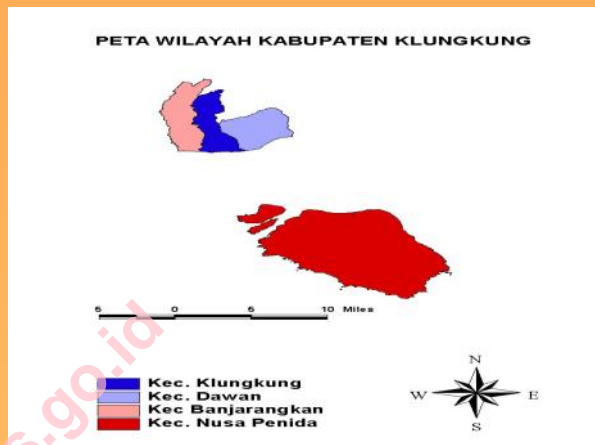 PETA WILAYAH KABUPATEN KLUNGKUNG
5 0 5 10 Miles
Kec. Klungkung
Kec. Dawan
Kec Banjarangkan
Kec. Nusa Penida
N
W E
S
s.go.id